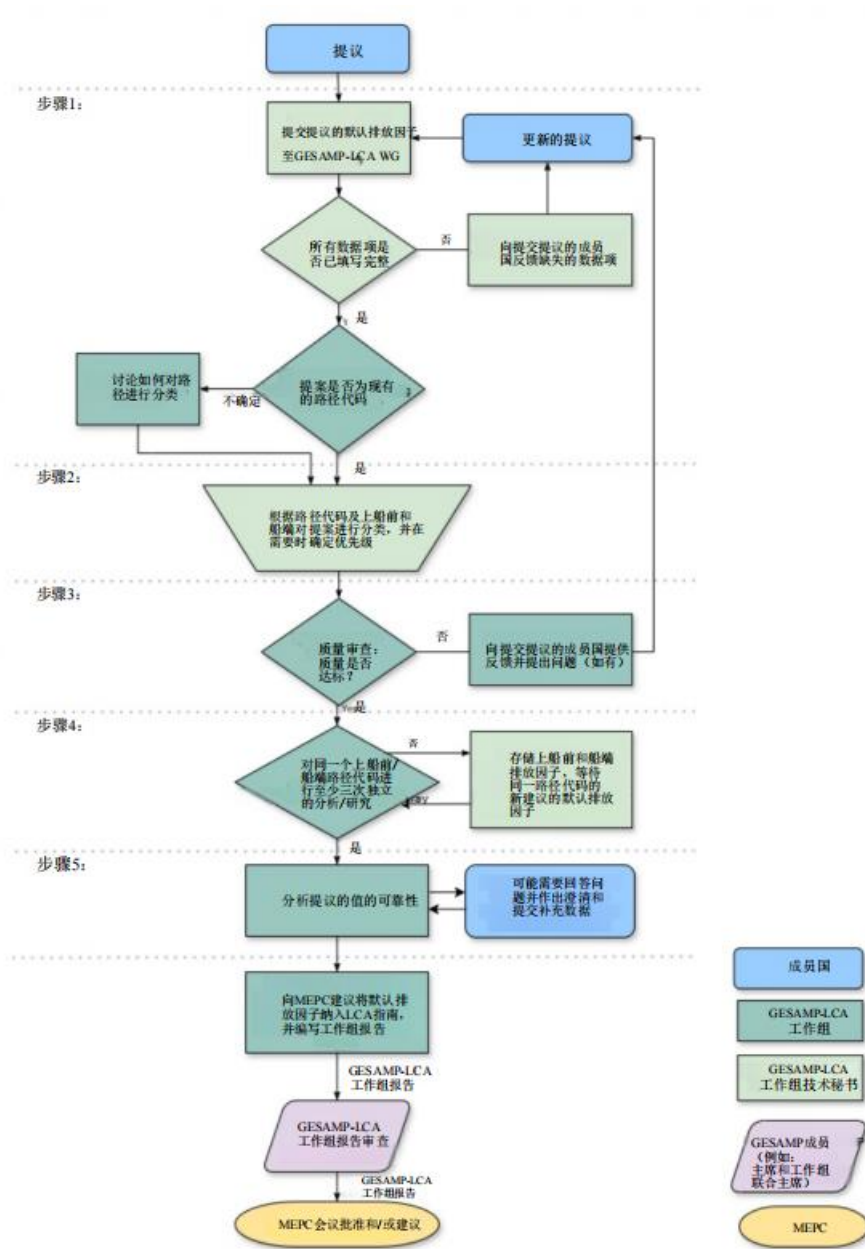 提议
步骤1:
提交提议的默认排放因子
至GESAMP-LCA WG
更新的提议
所有数据项是
否已填写完整
否
向提交提议的成员
国反馈缺失的数据项
是
讨论如何对路
径进行分类
不确定
提案是否为现有
的路径代码
是
步骤2:
根据路径代码及上船前和
船端对提案进行分类，并在
需要时确定优先级
步骤3:
质量审查:
质量是否
达标?
否
向提交提议的成员国提供
反馈并提出问题（如有）
是
步骤4:
对同一个上船前/
船端路径代码进
行至少三次独立
的分析/研究
否
存储上船前和船端
排放因子、等待
同一路径代码的
新建议的默认排放
因子
是
步骤5:
分析提议的值的可靠性
可能需要回答问
题并作出澄清和
提交补充数据
向MEPC建议将默认排
放因子纳入LCA指南，
并编写工作组报告
GESAMP-LCA
工作组报告
GESAMP-LCA
工作组报告审查
GESAMP-LCA
工作组报告
MEPC会议批准和/或建议
成员国
GESAMP-LCA
工作组
GESAMP-LCA
工作组技术秘书
GESAMP成员
（例如:
主席和工作组
联合主席）
MEPC